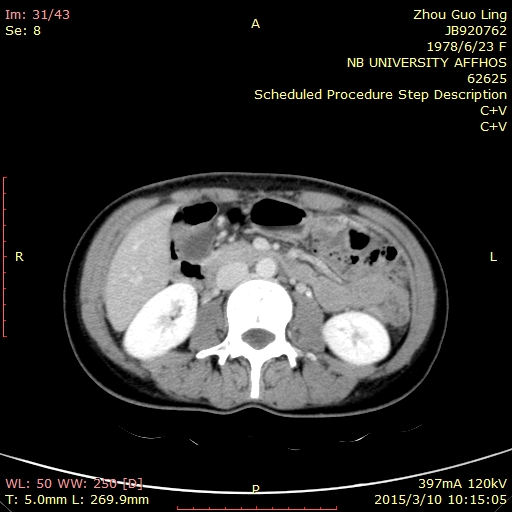 Im: 31/43
Se: 8
A
Zhou Guo Ling
JB920762
1978/6/23 F
NB UNIVERSITY AFFHOS
62625
Scheduled Procedure Step Description
C+V
C+V
R
L
WL: 50 WW: 250 [D]
T: 5.0mm L: 269.9mm
P
397mA 120kV
2015/3/10 10:15:05